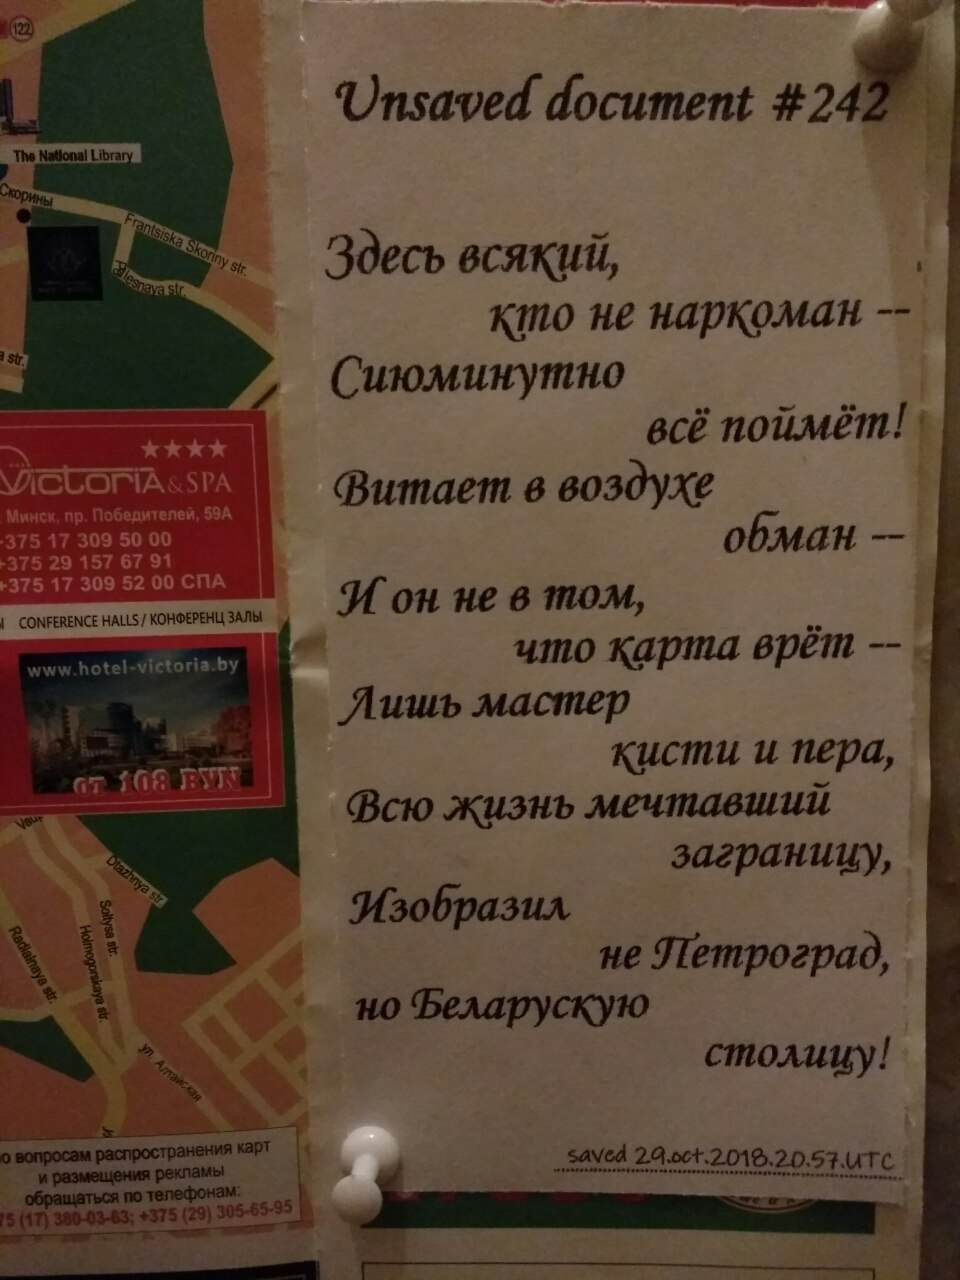 Unsaved document #242
Здесь всякий,
кто не наркоман --
Сиюминутно
всё поймёт!
Витает в воздухе
обман --
И он не в том,
что карта врёт --
Лишь мастер
кисти и пера,
Всю жизнь мечтавший
заграницу,
Изобразил
не Петроград,
но Беларускую
столицу!
saved 29.oct.2018.20.57.UTC
122
The National Library
Скорины
Frantsiska Skoriny str.
str.
VICTORIA & SPA
Минск, пр. Победителей, 59А
+375 17 309 50 00
+375 29 157 67 91
+375 17 309 52 00 СПА
CONFERENCE HALLS / КОНФЕРЕНЦ ЗАЛЫ
www.hotel-victoria.by
от 108 BYN
Dlazhnya str.
Soltysa str.
Holmogorskaya str.
Radialnaya str.
ул. Алтайская
по вопросам распространения карт
и размещения рекламы
обращаться по телефонам:
75 (17) 380-03-63; +375 (29) 305-65-95